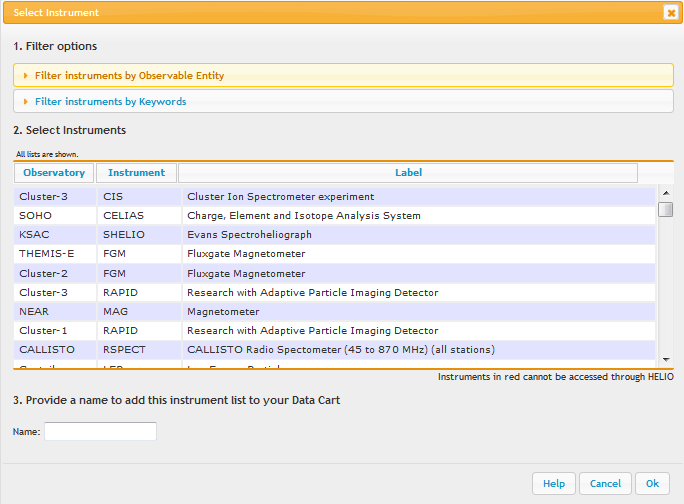 Select Instrument
1. Filter options
Filter instruments by Observable Entity
Filter instruments by Keywords
2. Select Instruments
All lists are shown.
Observatory Instrument Label
Cluster-3 CIS Cluster Ion Spectrometer experiment
SOHO CELIAS Charge, Element and Isotope Analysis System
KSAC SHELIO Evans Spectroheliograph
THEMIS-E FGM Fluxgate Magnetometer
Cluster-2 FGM Fluxgate Magnetometer
Cluster-3 RAPID Research with Adaptive Particle Imaging Detector
NEAR MAG Magnetometer
Cluster-1 RAPID Research with Adaptive Particle Imaging Detector
CALLISTO RSPECT CALLISTO Radio Spectometer (45 to 870 MHz) (all stations)
Instruments in red cannot be accessed through HELIO
3. Provide a name to add this instrument list to your Data Cart
Name:
Help Cancel Ok